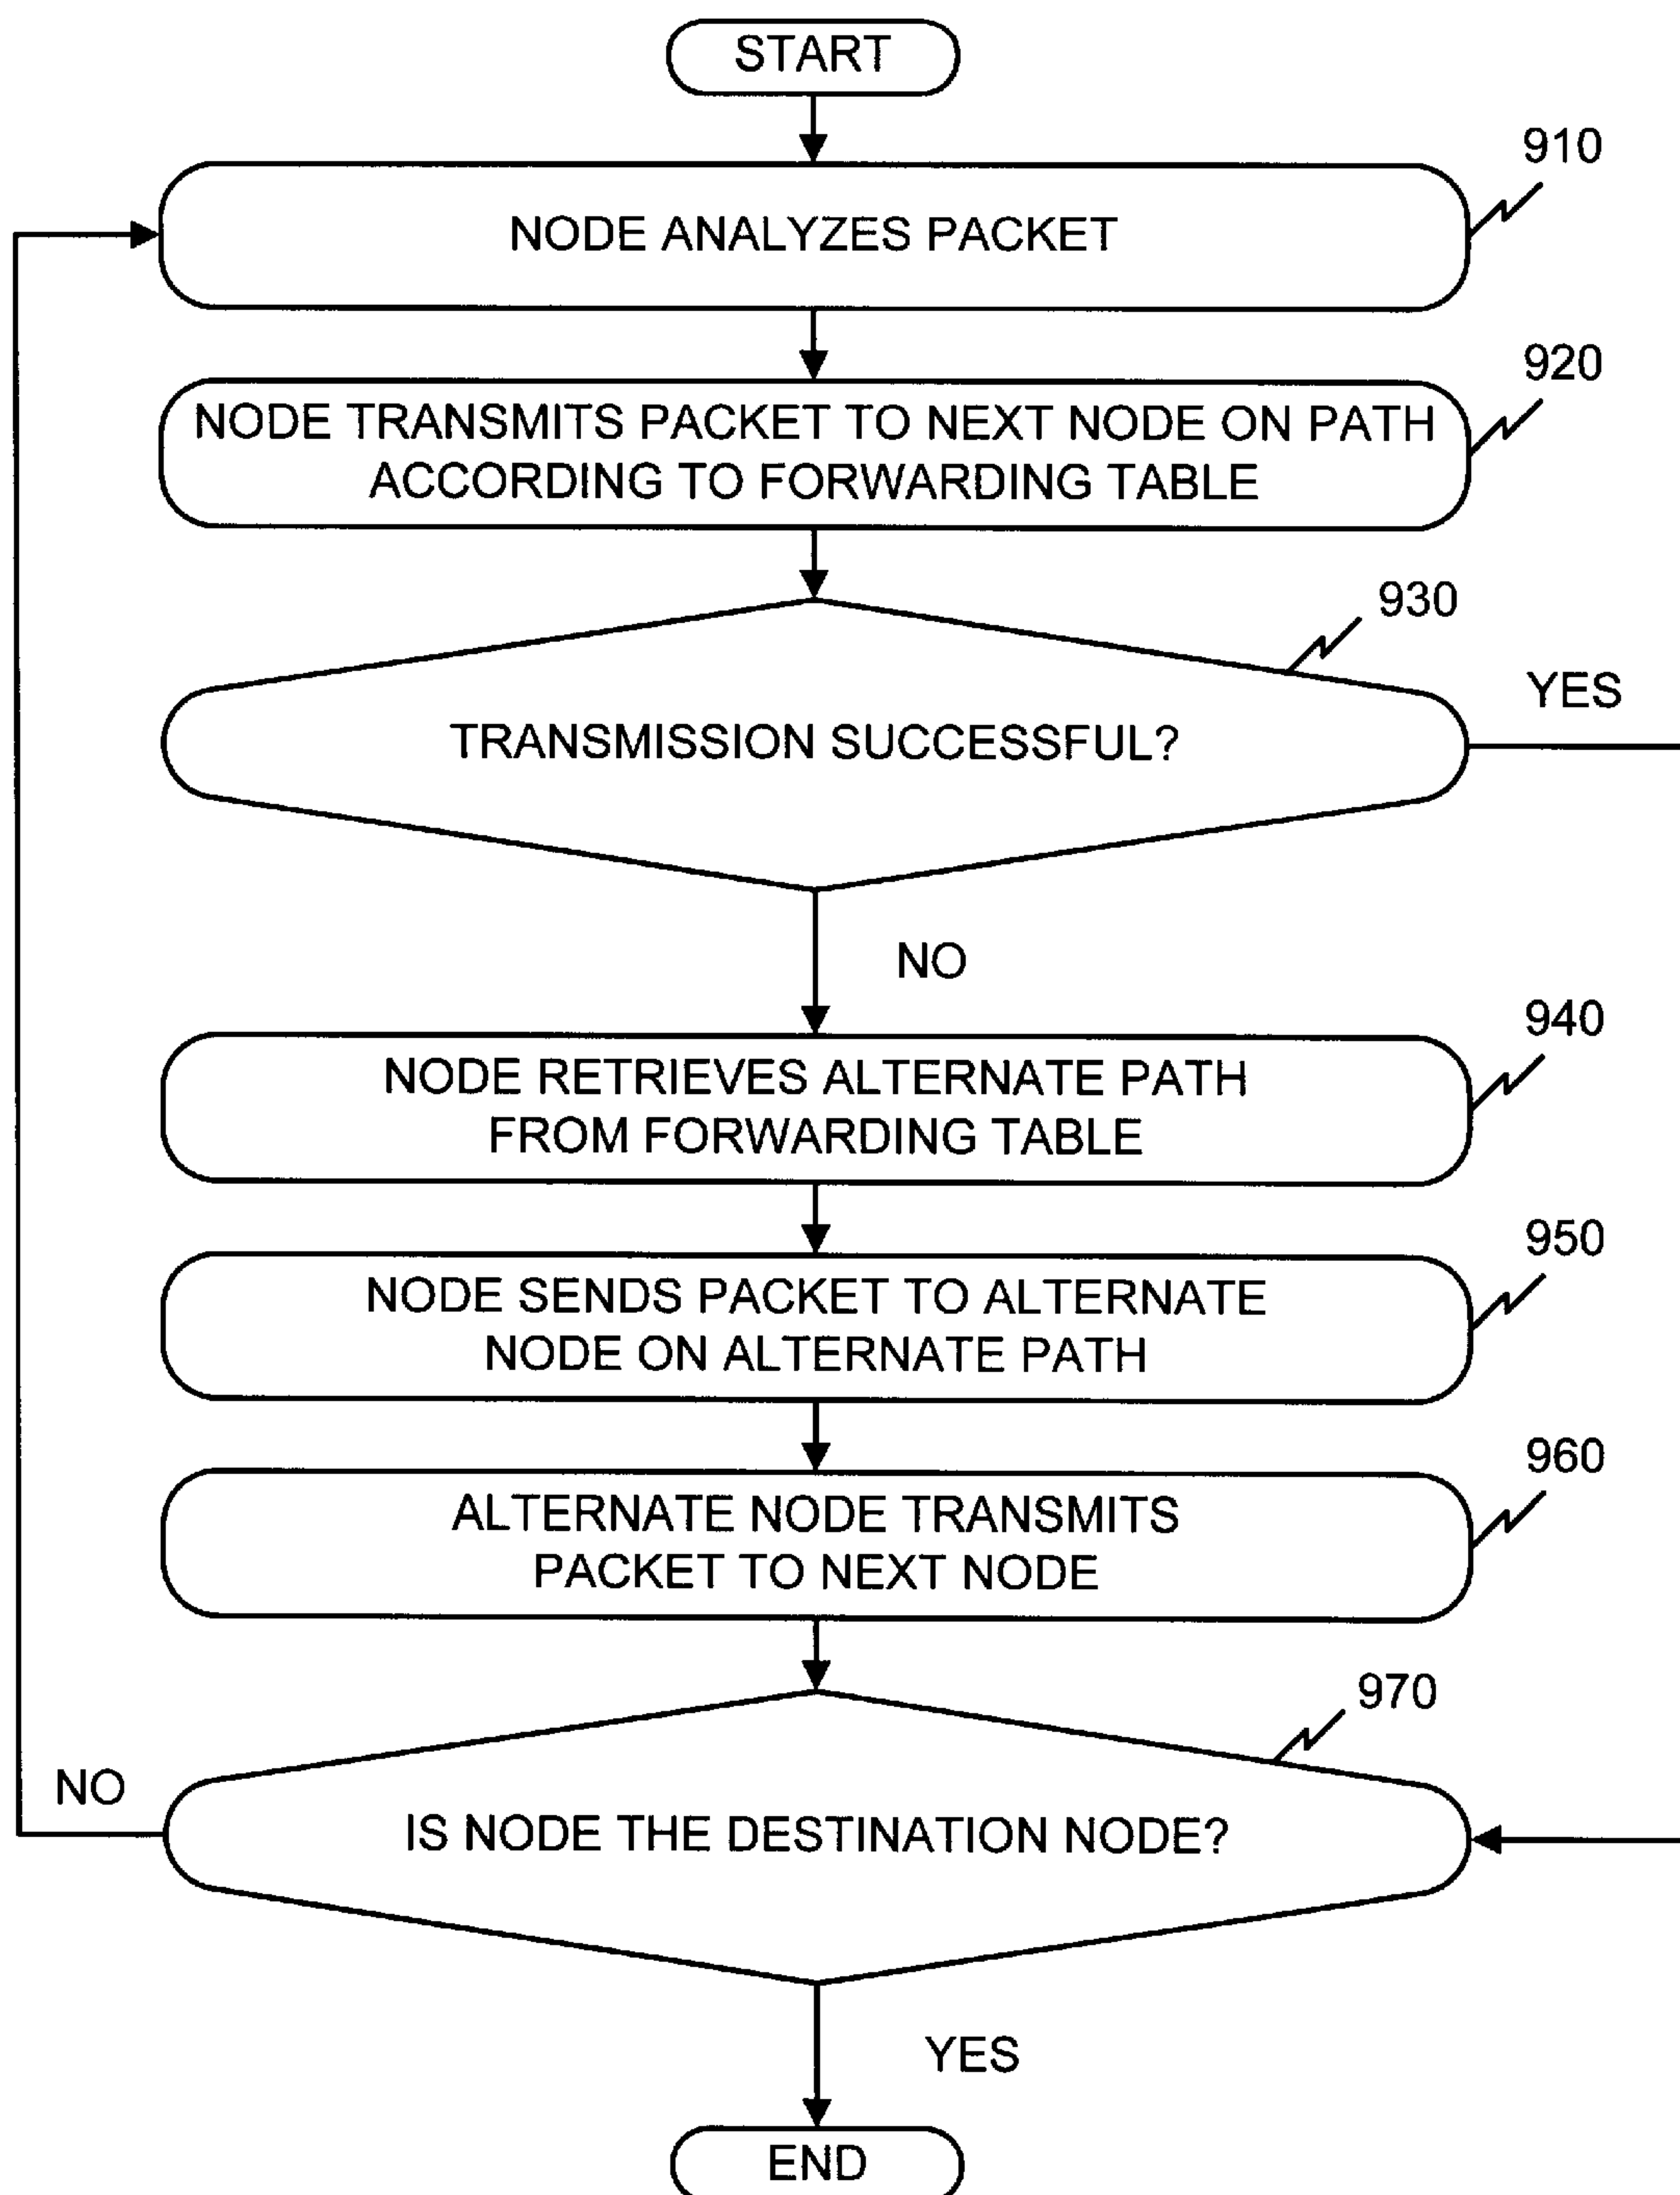 START
910
NODE ANALYZES PACKET
920
NODE TRANSMITS PACKET TO NEXT NODE ON PATH
ACCORDING TO FORWARDING TABLE
930
YES
TRANSMISSION SUCCESSFUL?
NO
940
NODE RETRIEVES ALTERNATE PATH
FROM FORWARDING TABLE
950
NODE SENDS PACKET TO ALTERNATE
NODE ON ALTERNATE PATH
960
ALTERNATE NODE TRANSMITS
PACKET TO NEXT NODE
970
NO
IS NODE THE DESTINATION NODE?
YES
END